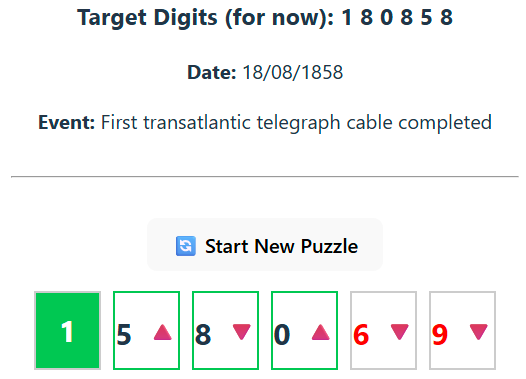 Target Digits (for now): 1 8 0 8 5 8
Date: 18/08/1858
Event: First transatlantic telegraph cable completed
🔄 Start New Puzzle
1 5 🔺 8 🔻 0 🔺 6 🔻 9 🔻